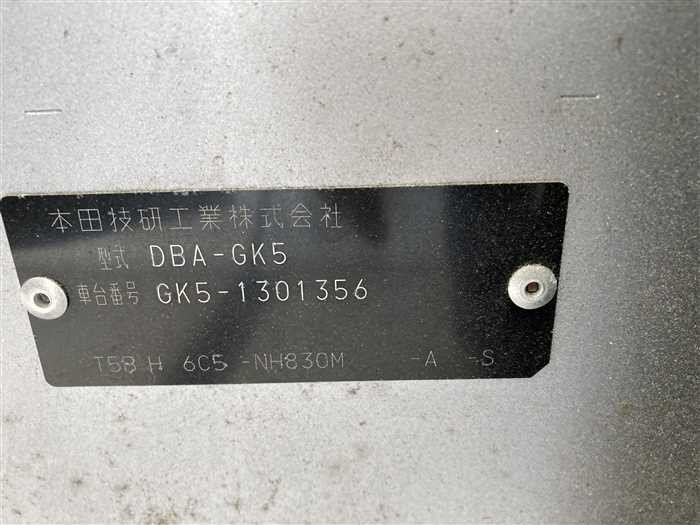 本田技研工業株式会社
型式 DBA-GK5
車台番号 GK5-1301356
T5B H 6C5 -NH830M -A -S